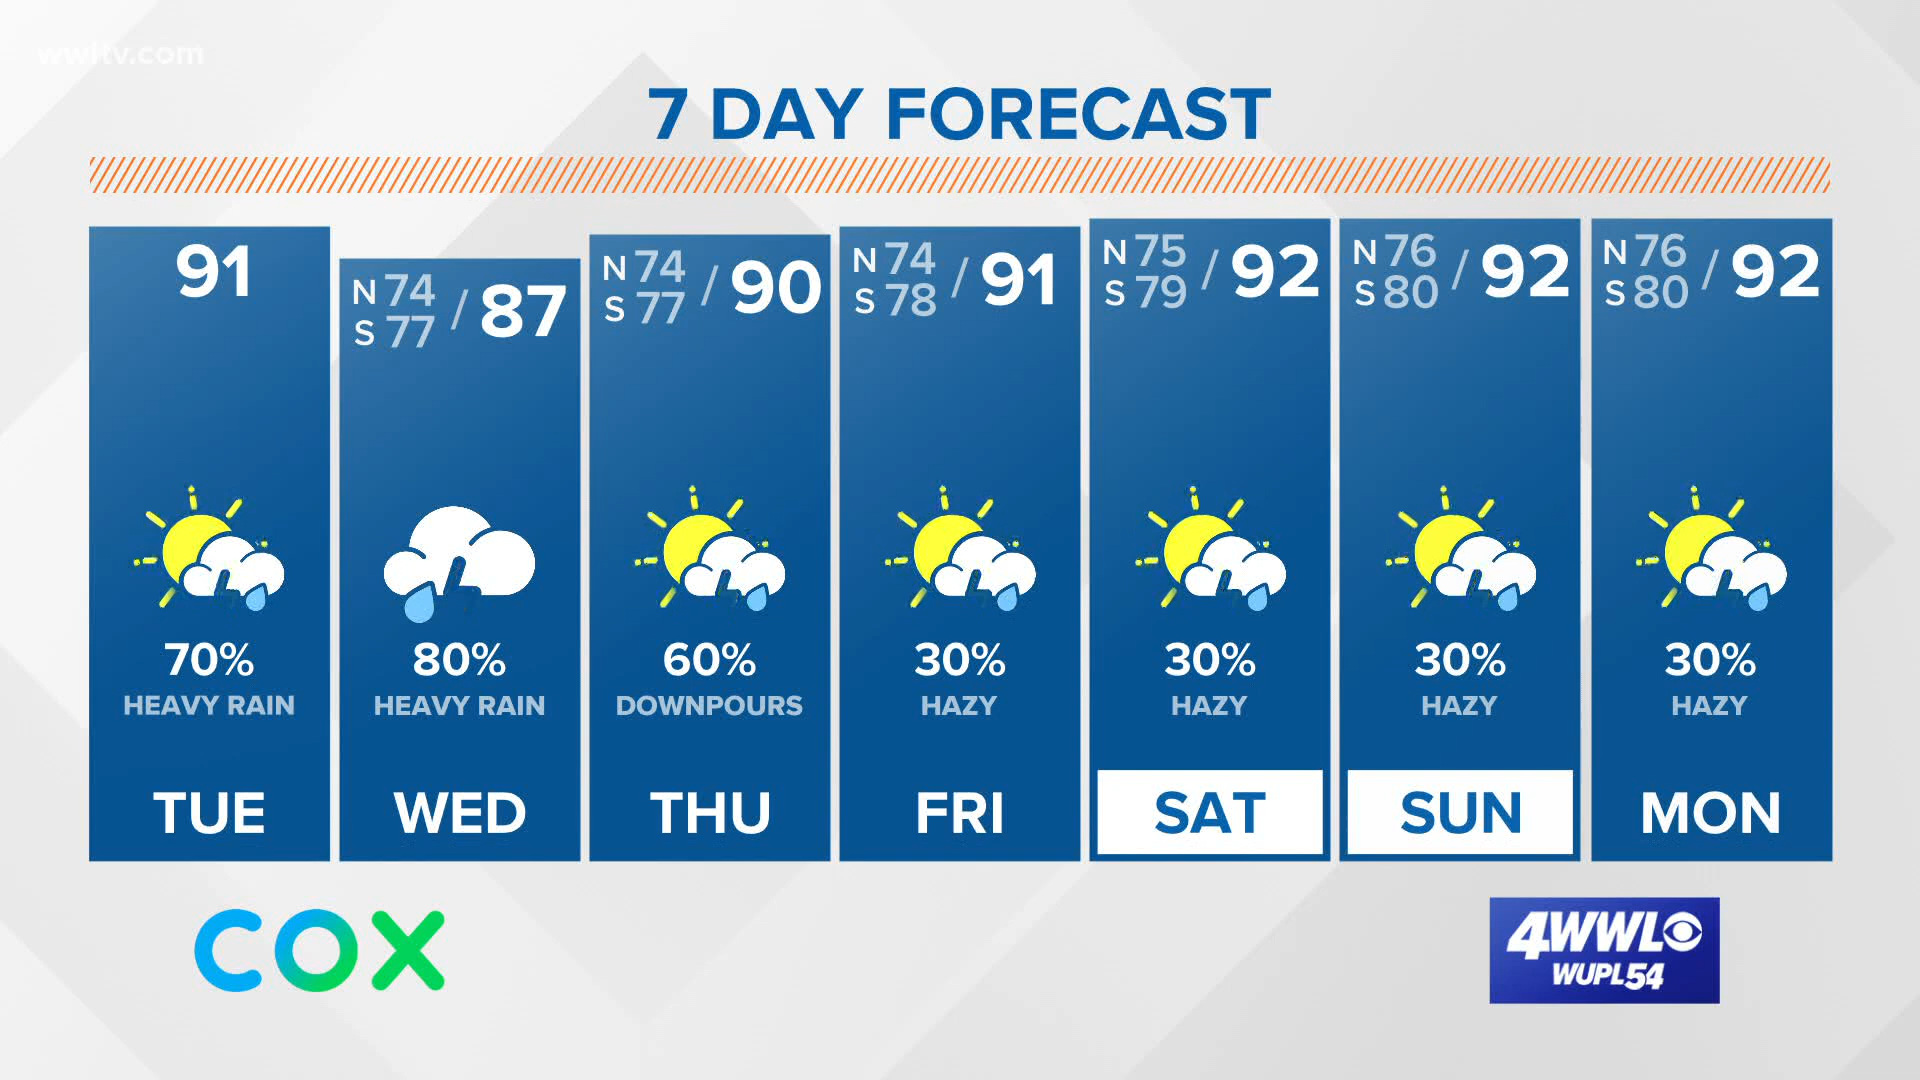 wwltv.com
7 DAY FORECAST
91
70%
HEAVY RAIN
TUE
N 74
S 77 / 87
80%
HEAVY RAIN
WED
N 74
S 77 / 90
60%
DOWNPOURS
THU
N 74
S 78 / 91
30%
HAZY
FRI
N 75
S 79 / 92
30%
HAZY
SAT
N 76
S 80 / 92
30%
HAZY
SUN
N 76
S 80 / 92
30%
HAZY
MON
COX
4WWL
WUPL54